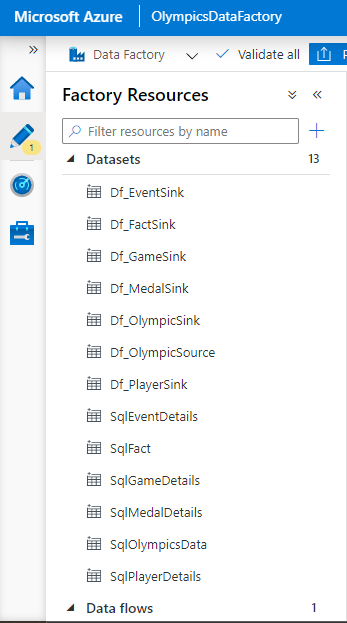 Microsoft Azure | OlympicsDataFactory
Data Factory Validate all
1
Factory Resources
Filter resources by name
Datasets 13
Df_EventSink
Df_FactSink
Df_GameSink
Df_MedalSink
Df_OlympicSink
Df_OlympicSource
Df_PlayerSink
SqlEventDetails
SqlFact
SqlGameDetails
SqlMedalDetails
SqlOlympicsData
SqlPlayerDetails
Data flows 1